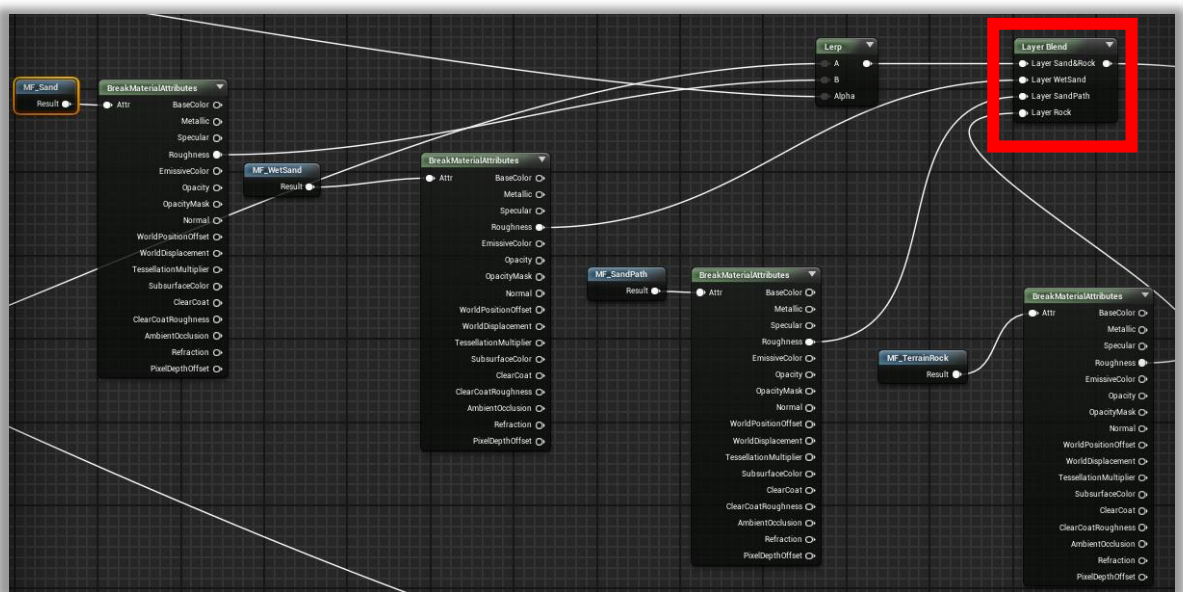 MF_Sand
Result
BreakMaterialAttributes
Attr
BaseColor
Metallic
Specular
Roughness
EmissiveColor
Opacity
OpacityMask
Normal
WorldPositionOffset
WorldDisplacement
TessellationMultiplier
SubsurfaceColor
ClearCoat
ClearCoatRoughness
AmbientOcclusion
Refraction
PixelDepthOffset
MF_WetSand
Result
BreakMaterialAttributes
Attr
BaseColor
Metallic
Specular
Roughness
EmissiveColor
Opacity
OpacityMask
Normal
WorldPositionOffset
WorldDisplacement
TessellationMultiplier
SubsurfaceColor
ClearCoat
ClearCoatRoughness
AmbientOcclusion
Refraction
PixelDepthOffset
MF_SandPath
Result
BreakMaterialAttributes
Attr
BaseColor
Metallic
Specular
Roughness
EmissiveColor
Opacity
OpacityMask
Normal
WorldPositionOffset
WorldDisplacement
TessellationMultiplier
SubsurfaceColor
ClearCoat
ClearCoatRoughness
AmbientOcclusion
Refraction
PixelDepthOffset
Lerp
A
B
Alpha
Layer Blend
Layer Sand&Rock
Layer WetSand
Layer SandPath
Layer Rock
MF_TerrainRock
Result
BreakMaterialAttributes
Attr
BaseColor
Metallic
Specular
Roughness
EmissiveColor
Opacity
OpacityMask
Normal
WorldPositionOffset
WorldDisplacement
TessellationMultiplier
SubsurfaceColor
ClearCoat
ClearCoatRoughness
AmbientOcclusion
Refraction
PixelDepthOffset